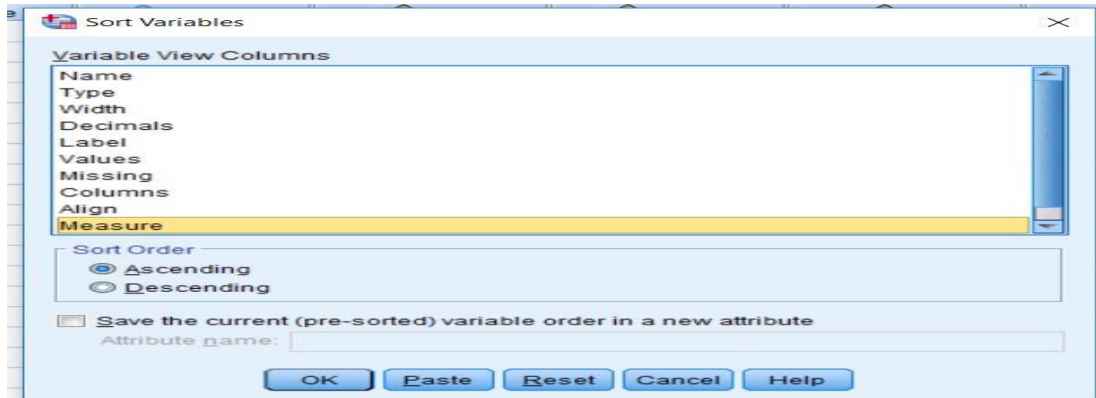 Sort Variables
Variable View Columns
Name
Type
Width
Decimals
Label
Values
Missing
Columns
Align
Measure
Sort Order
Ascending
Descending
Save the current (pre-sorted) variable order in a new attribute
Attribute name:
OK Paste Reset Cancel Help